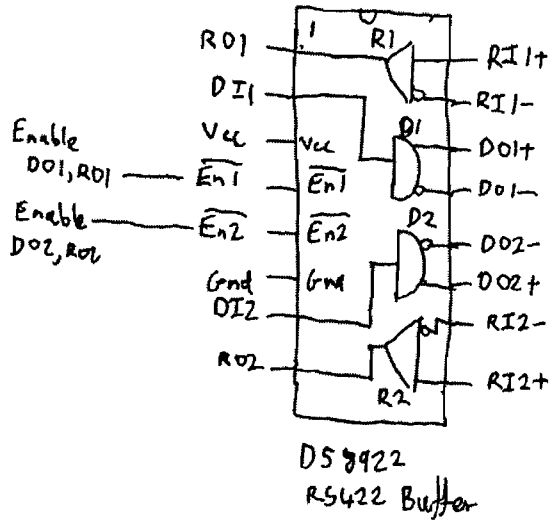 RO1
DI1
Vcc
Enable
DO1, RO1
En1
Enable
DO2, RO2
En2
Gnd
DI2
RO2
1
Vcc
En1
En2
Gnd
R1
D1
D2
R2
RI1+
RI1-
DO1+
DO1-
DO2-
DO2+
RI2-
RI2+
DS8922
RS422 Buffer